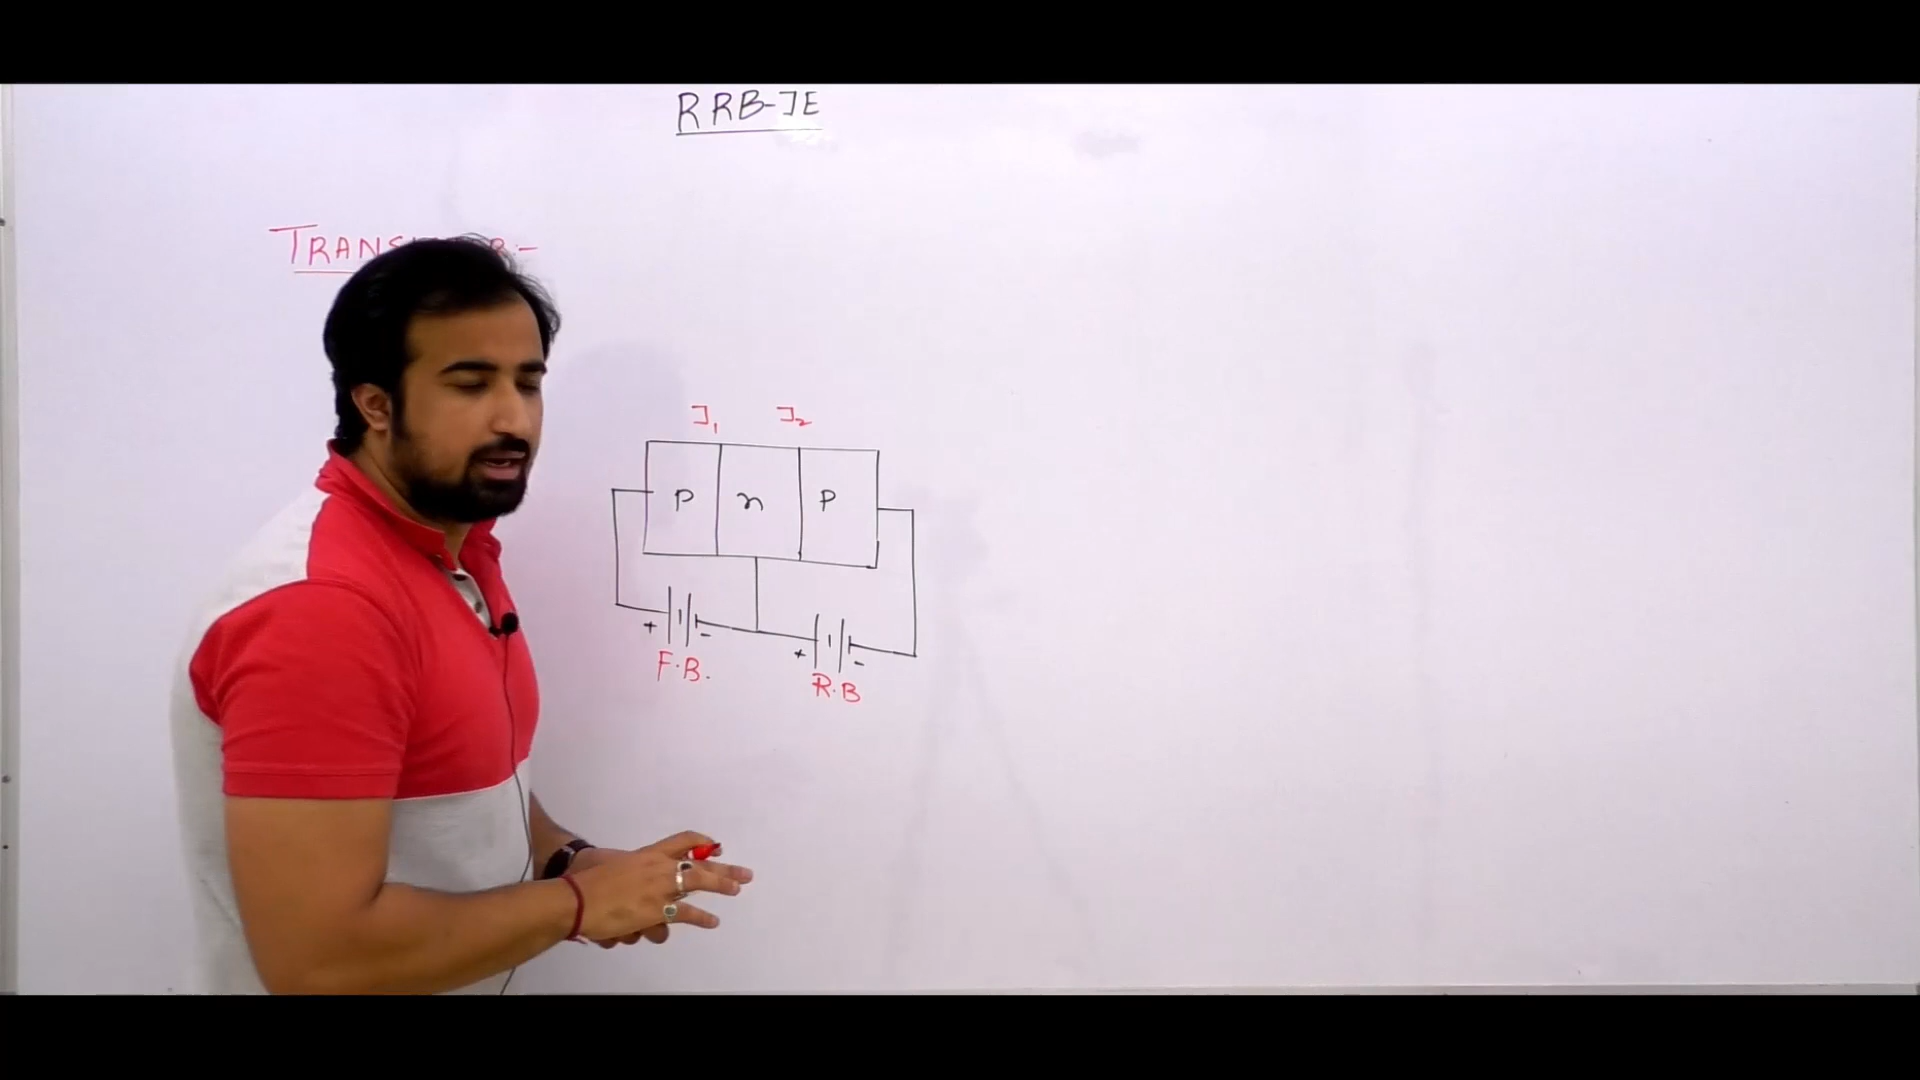 RRB-JE
J₁ J₂
P n P
+ -
+ -
F.B.
R.B